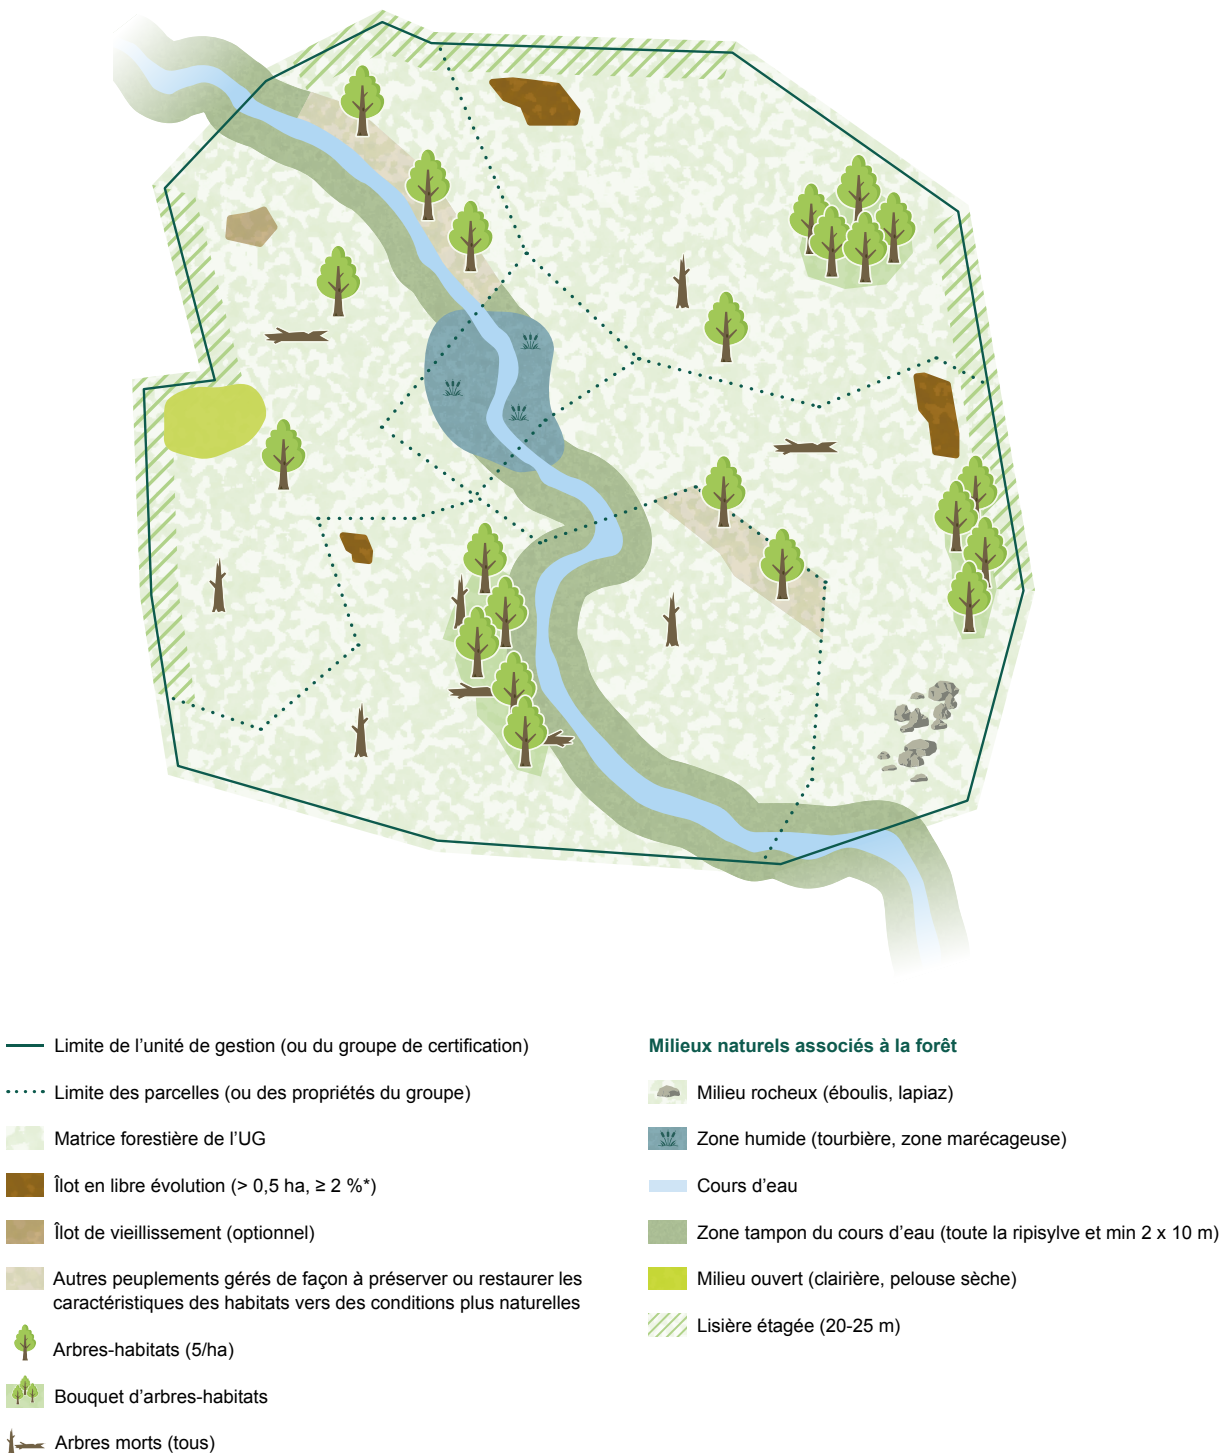 Limite de l’unité de gestion (ou du groupe de certification)
Limite des parcelles (ou des propriétés du groupe)
Matrice forestière de l’UG
Îlot en libre évolution (> 0,5 ha, ≥ 2 %*)
Îlot de vieillissement (optionnel)
Autres peuplements gérés de façon à préserver ou restaurer les
caractéristiques des habitats vers des conditions plus naturelles
Arbres-habitats (5/ha)
Bouquet d’arbres-habitats
Arbres morts (tous)
Milieux naturels associés à la forêt
Milieu rocheux (éboulis, lapiaz)
Zone humide (tourbière, zone marécageuse)
Cours d’eau
Zone tampon du cours d’eau (toute la ripisylve et min 2 x 10 m)
Milieu ouvert (clairière, pelouse sèche)
Lisière étagée (20-25 m)